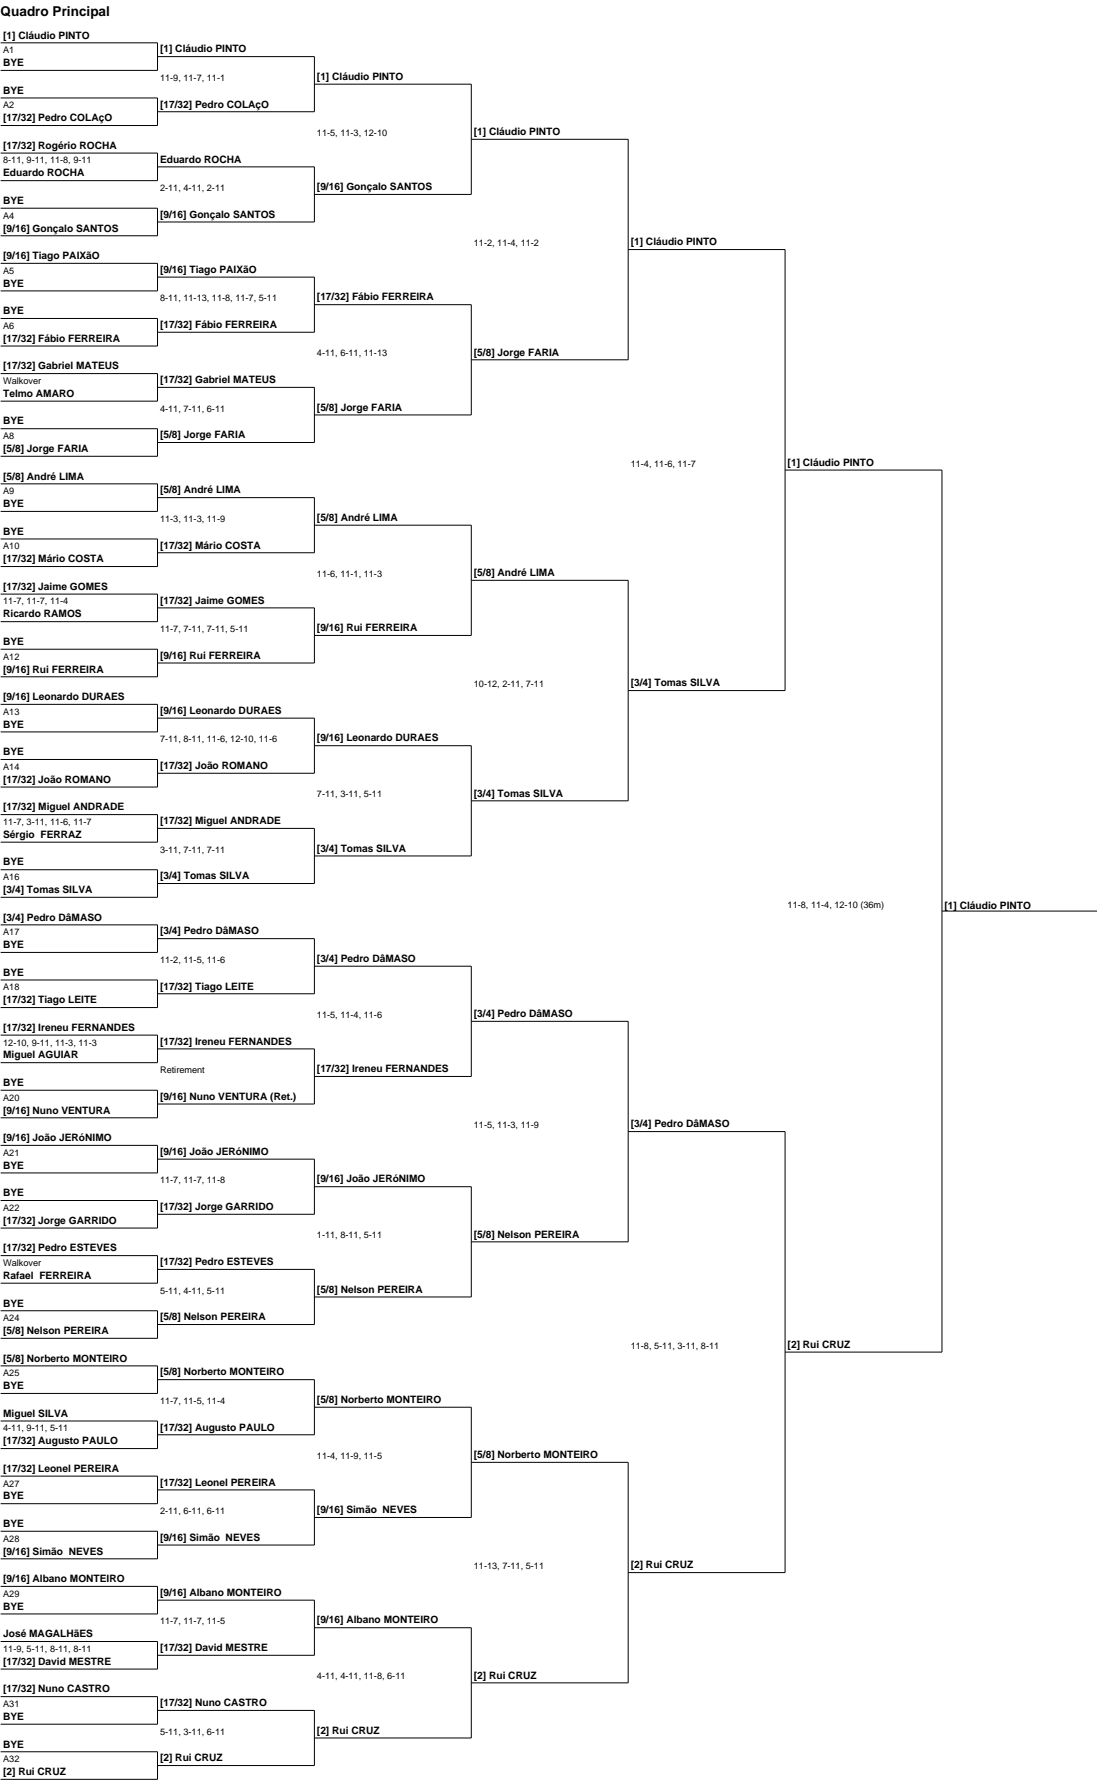 Quadro Principal
[1] Cláudio PINTO
A1
BYE
[1] Cláudio PINTO
11-9, 11-7, 11-1
[1] Cláudio PINTO
BYE
A2
[17/32] Pedro COLAçO
[17/32] Pedro COLAçO
11-5, 11-3, 12-10
[1] Cláudio PINTO
[17/32] Rogério ROCHA
8-11, 9-11, 11-8, 9-11
Eduardo ROCHA
Eduardo ROCHA
2-11, 4-11, 2-11
[9/16] Gonçalo SANTOS
BYE
A4
[9/16] Gonçalo SANTOS
[9/16] Gonçalo SANTOS
11-2, 11-4, 11-2
[1] Cláudio PINTO
[9/16] Tiago PAIXãO
A5
BYE
[9/16] Tiago PAIXãO
8-11, 11-13, 11-8, 11-7, 5-11
[17/32] Fábio FERREIRA
BYE
A6
[17/32] Fábio FERREIRA
[17/32] Fábio FERREIRA
4-11, 6-11, 11-13
[5/8] Jorge FARIA
[17/32] Gabriel MATEUS
Walkover
Telmo AMARO
[17/32] Gabriel MATEUS
4-11, 7-11, 6-11
[5/8] Jorge FARIA
BYE
A8
[5/8] Jorge FARIA
[5/8] Jorge FARIA
11-4, 11-6, 11-7
[1] Cláudio PINTO
[5/8] André LIMA
A9
BYE
[5/8] André LIMA
11-3, 11-3, 11-9
[5/8] André LIMA
BYE
A10
[17/32] Mário COSTA
[17/32] Mário COSTA
11-6, 11-1, 11-3
[5/8] André LIMA
[17/32] Jaime GOMES
11-7, 11-7, 11-4
Ricardo RAMOS
[17/32] Jaime GOMES
11-7, 7-11, 7-11, 5-11
[9/16] Rui FERREIRA
BYE
A12
[9/16] Rui FERREIRA
[9/16] Rui FERREIRA
10-12, 2-11, 7-11
[3/4] Tomas SILVA
[9/16] Leonardo DURAES
A13
BYE
[9/16] Leonardo DURAES
7-11, 8-11, 11-6, 12-10, 11-6
[9/16] Leonardo DURAES
BYE
A14
[17/32] João ROMANO
[17/32] João ROMANO
7-11, 3-11, 5-11
[3/4] Tomas SILVA
[17/32] Miguel ANDRADE
11-7, 3-11, 11-6, 11-7
Sérgio  FERRAZ
[17/32] Miguel ANDRADE
3-11, 7-11, 7-11
[3/4] Tomas SILVA
BYE
A16
[3/4] Tomas SILVA
[3/4] Tomas SILVA
11-8, 11-4, 12-10 (36m)
[1] Cláudio PINTO
[3/4] Pedro DâMASO
A17
BYE
[3/4] Pedro DâMASO
11-2, 11-5, 11-6
[3/4] Pedro DâMASO
BYE
A18
[17/32] Tiago LEITE
[17/32] Tiago LEITE
11-5, 11-4, 11-6
[3/4] Pedro DâMASO
[17/32] Ireneu FERNANDES
12-10, 9-11, 11-3, 11-3
Miguel AGUIAR
[17/32] Ireneu FERNANDES
Retirement
[17/32] Ireneu FERNANDES
BYE
A20
[9/16] Nuno VENTURA
[9/16] Nuno VENTURA (Ret.)
11-5, 11-3, 11-9
[3/4] Pedro DâMASO
[9/16] João JERóNIMO
A21
BYE
[9/16] João JERóNIMO
11-7, 11-7, 11-8
[9/16] João JERóNIMO
BYE
A22
[17/32] Jorge GARRIDO
[17/32] Jorge GARRIDO
1-11, 8-11, 5-11
[5/8] Nelson PEREIRA
[17/32] Pedro ESTEVES
Walkover
Rafael  FERREIRA
[17/32] Pedro ESTEVES
5-11, 4-11, 5-11
[5/8] Nelson PEREIRA
BYE
A24
[5/8] Nelson PEREIRA
[5/8] Nelson PEREIRA
11-8, 5-11, 3-11, 8-11
[2] Rui CRUZ
[5/8] Norberto MONTEIRO
A25
BYE
[5/8] Norberto MONTEIRO
11-7, 11-5, 11-4
[5/8] Norberto MONTEIRO
Miguel SILVA
4-11, 9-11, 5-11
[17/32] Augusto PAULO
[17/32] Augusto PAULO
11-4, 11-9, 11-5
[5/8] Norberto MONTEIRO
[17/32] Leonel PEREIRA
A27
BYE
[17/32] Leonel PEREIRA
2-11, 6-11, 6-11
[9/16] Simão  NEVES
BYE
A28
[9/16] Simão  NEVES
[9/16] Simão  NEVES
11-13, 7-11, 5-11
[2] Rui CRUZ
[9/16] Albano MONTEIRO
A29
BYE
[9/16] Albano MONTEIRO
11-7, 11-7, 11-5
[9/16] Albano MONTEIRO
José MAGALHãES
11-9, 5-11, 8-11, 8-11
[17/32] David MESTRE
[17/32] David MESTRE
4-11, 4-11, 11-8, 6-11
[2] Rui CRUZ
[17/32] Nuno CASTRO
A31
BYE
[17/32] Nuno CASTRO
5-11, 3-11, 6-11
[2] Rui CRUZ
BYE
A32
[2] Rui CRUZ
[2] Rui CRUZ